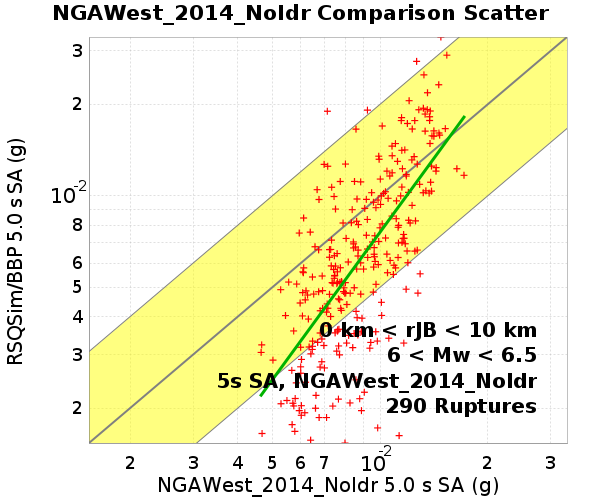 NGAWest_2014_NoIdr Comparison Scatter
RSQSim/BBP 5.0 s SA (g)
3
2
10-2
8
6
5
4
3
2
0 km < rJB < 10 km
6 < Mw < 6.5
5s SA, NGAWest_2014_NoIdr
290 Ruptures
2 3 4 5 6 7 10-2 2 3
NGAWest_2014_NoIdr 5.0 s SA (g)